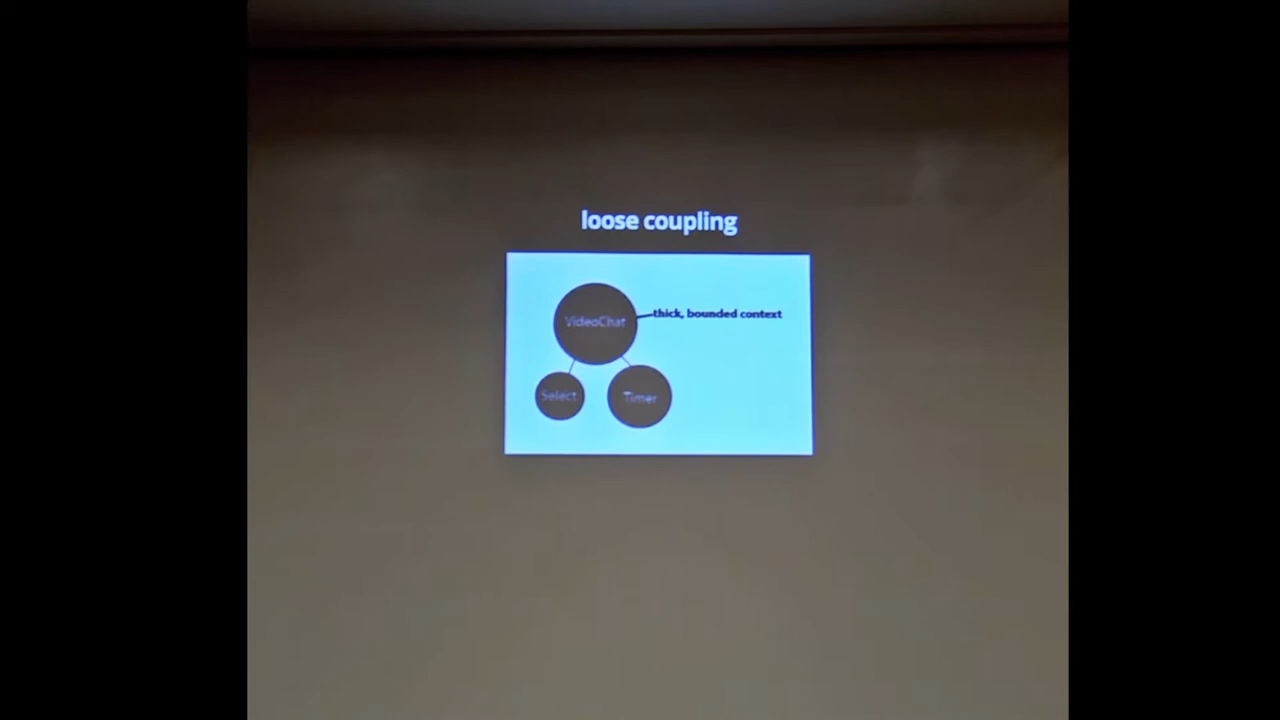 loose coupling
thick, bounded context
VideoChat
Select
Timer